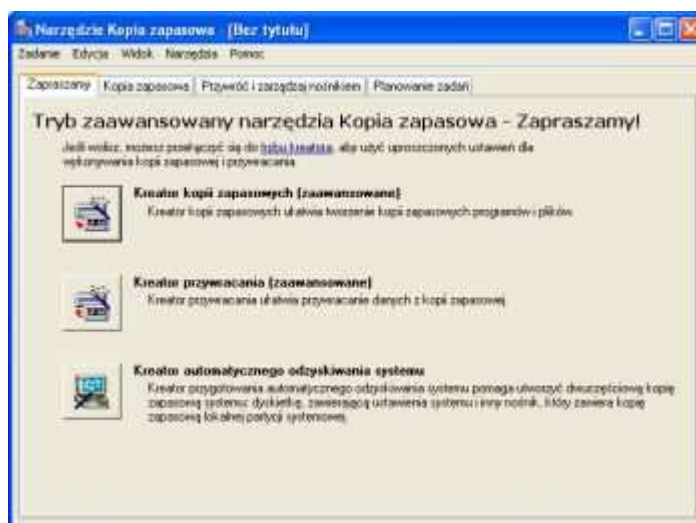 Narzędzie Kopia zapasowa - [Bez tytułu]
Zadanie Edycja Widok Narzędzia Pomoc
Zapraszamy Kopia zapasowa Przywróć i zarządzaj nośnikiem Planowanie zadań
Tryb zaawansowany narzędzia Kopia zapasowa - Zapraszamy!
Jeśli wolisz, możesz przełączyć się do trybu kreatora, aby użyć uproszczonych ustawień dla
wykonywania kopii zapasowej i przywracania.
Kreator kopii zapasowych (zaawansowane)
Kreator kopii zapasowych ułatwia tworzenie kopii zapasowych programów i plików.
Kreator przywracania (zaawansowane)
Kreator przywracania ułatwia przywracanie danych z kopii zapasowej.
Kreator automatycznego odzyskiwania systemu
Kreator przygotowania automatycznego odzyskiwania systemu pomaga utworzyć dwuczęściową kopię
zapasową systemu: dyskietkę, zawierającą ustawienia systemu i inny nośnik, który zawiera kopię
zapasową lokalnej partycji systemowej.